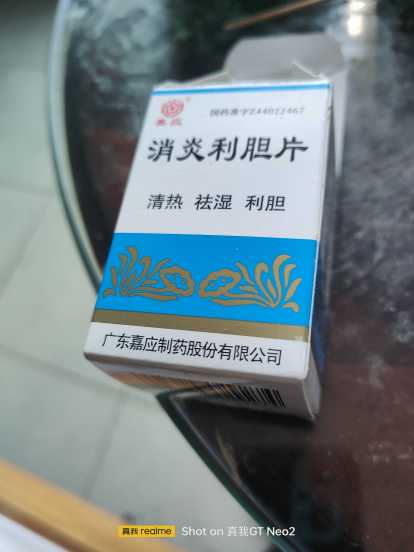 嘉应
国药准字Z44022467
消炎利胆片
清热 祛湿 利胆
广东嘉应制药股份有限公司
真我 realme
Shot on 真我GT Neo2